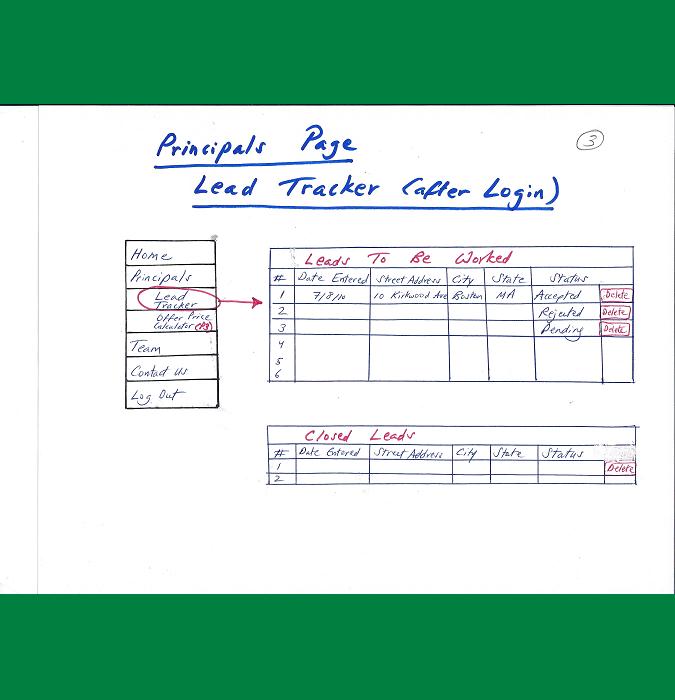 Principals Page
3
Lead Tracker (after Login)
Home
Principals
Lead
Tracker
Offer Price
Calculator (P3)
Team
Contact Us
Log Out
Leads To Be Worked
# Date Entered Street Address City State Status
1 7/8/10 10 Kirkwood Ave Boston MA Accepted Delete
2 Rejected Delete
3 Pending Delete
4
5
6
Closed Leads
# Date Entered Street Address City State Status
1 Delete
2